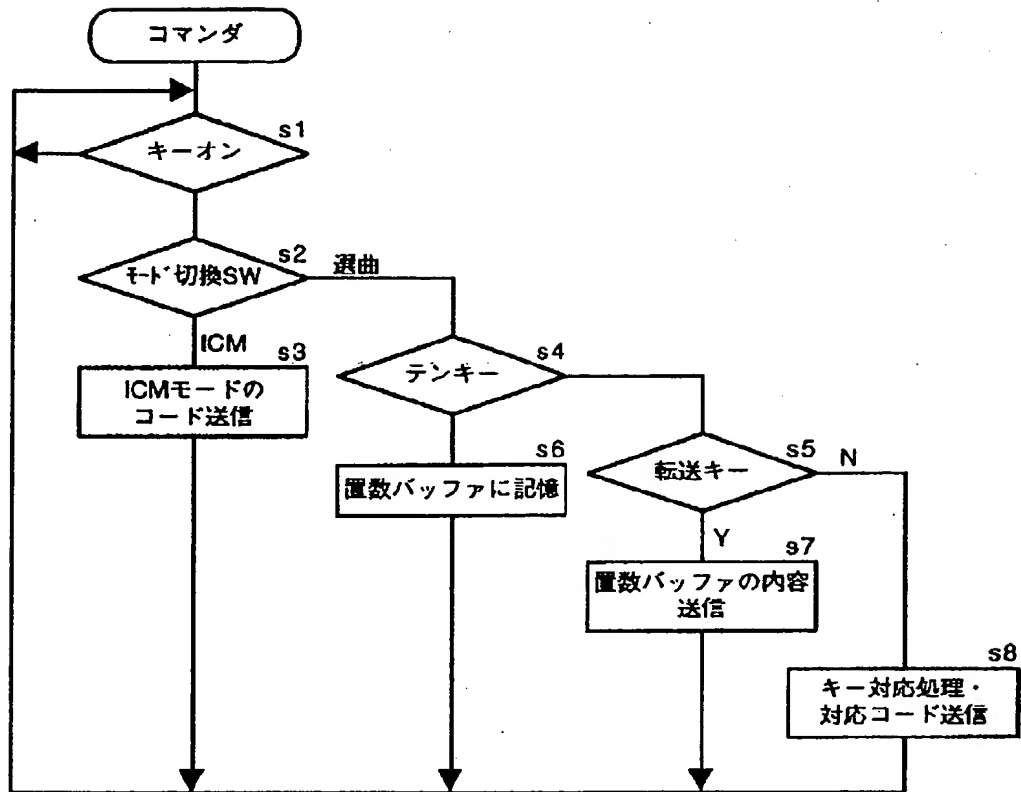 コマンダ
s1
キーオン
s2
モード切換SW
選曲
ICM
s3
ICMモードの
コード送信
s4
テンキー
s6
置数バッファに記憶
s5
転送キー
N
Y
s7
置数バッファの内容
送信
s8
キー対応処理・
対応コード送信